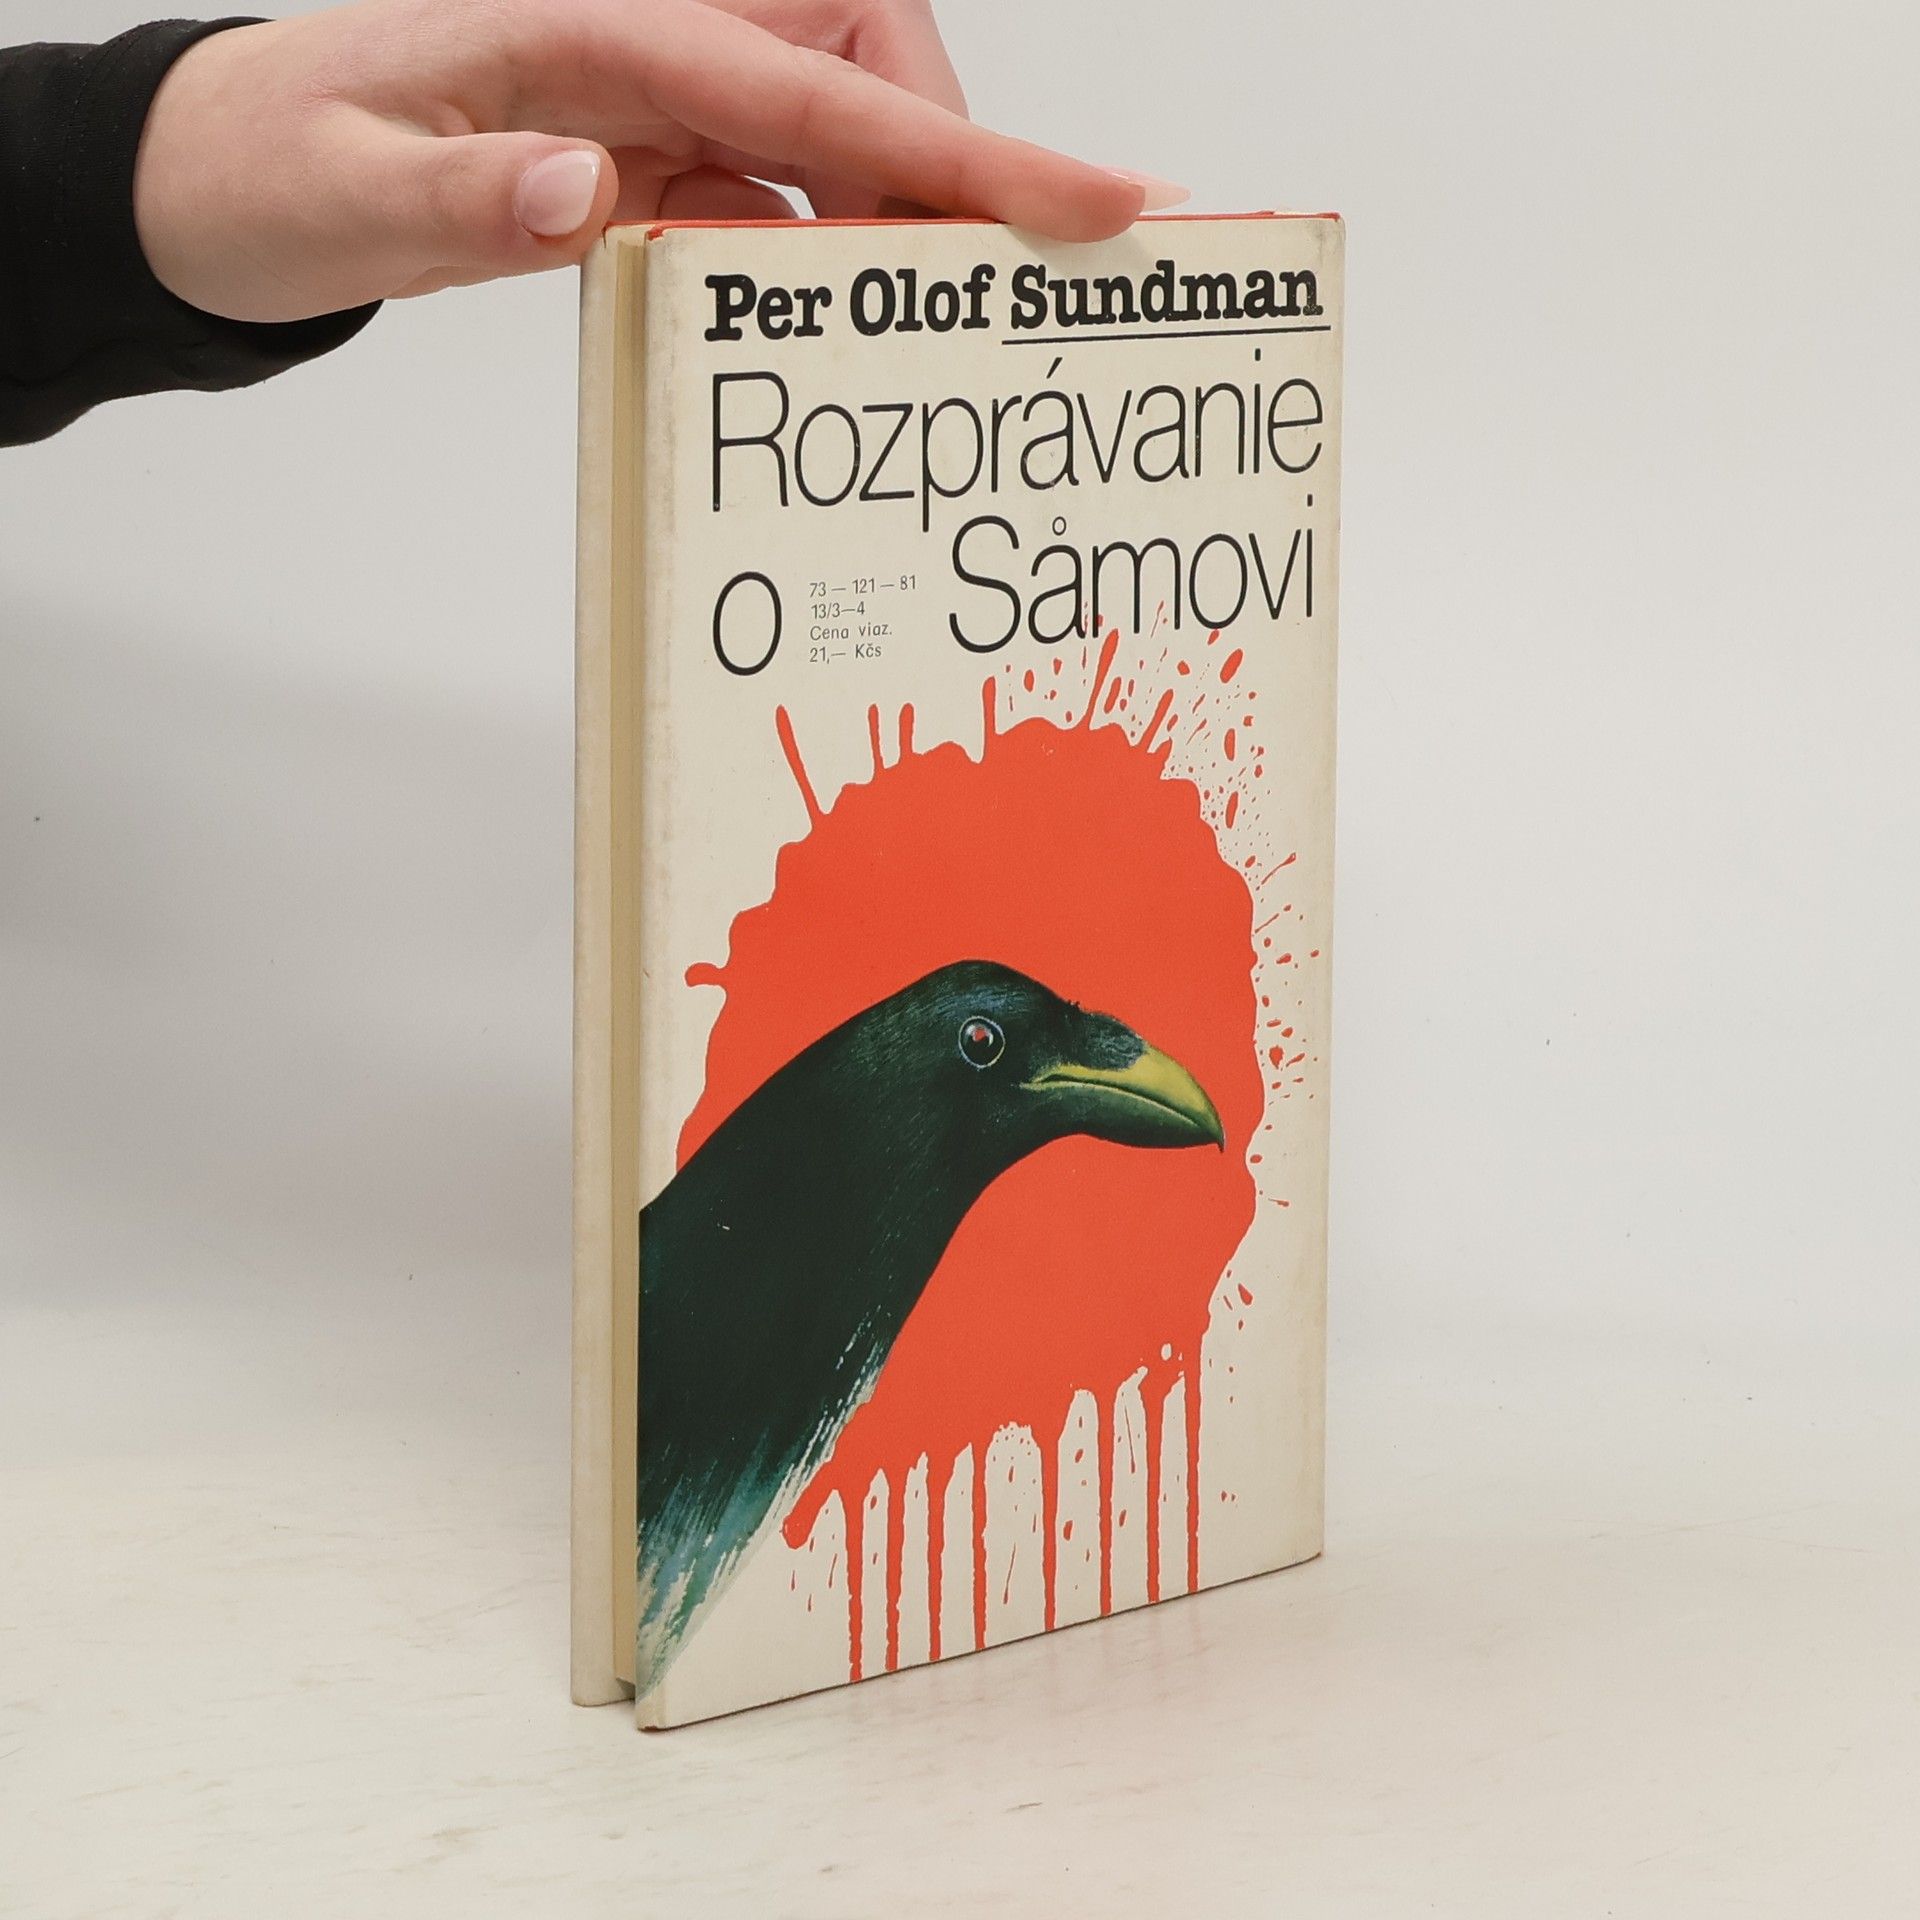 Per Olof Sundman
Rozprávanie
o Såmovi
73 — 121 — 81
13/3—4
Cena viaz.
21,— Kčs